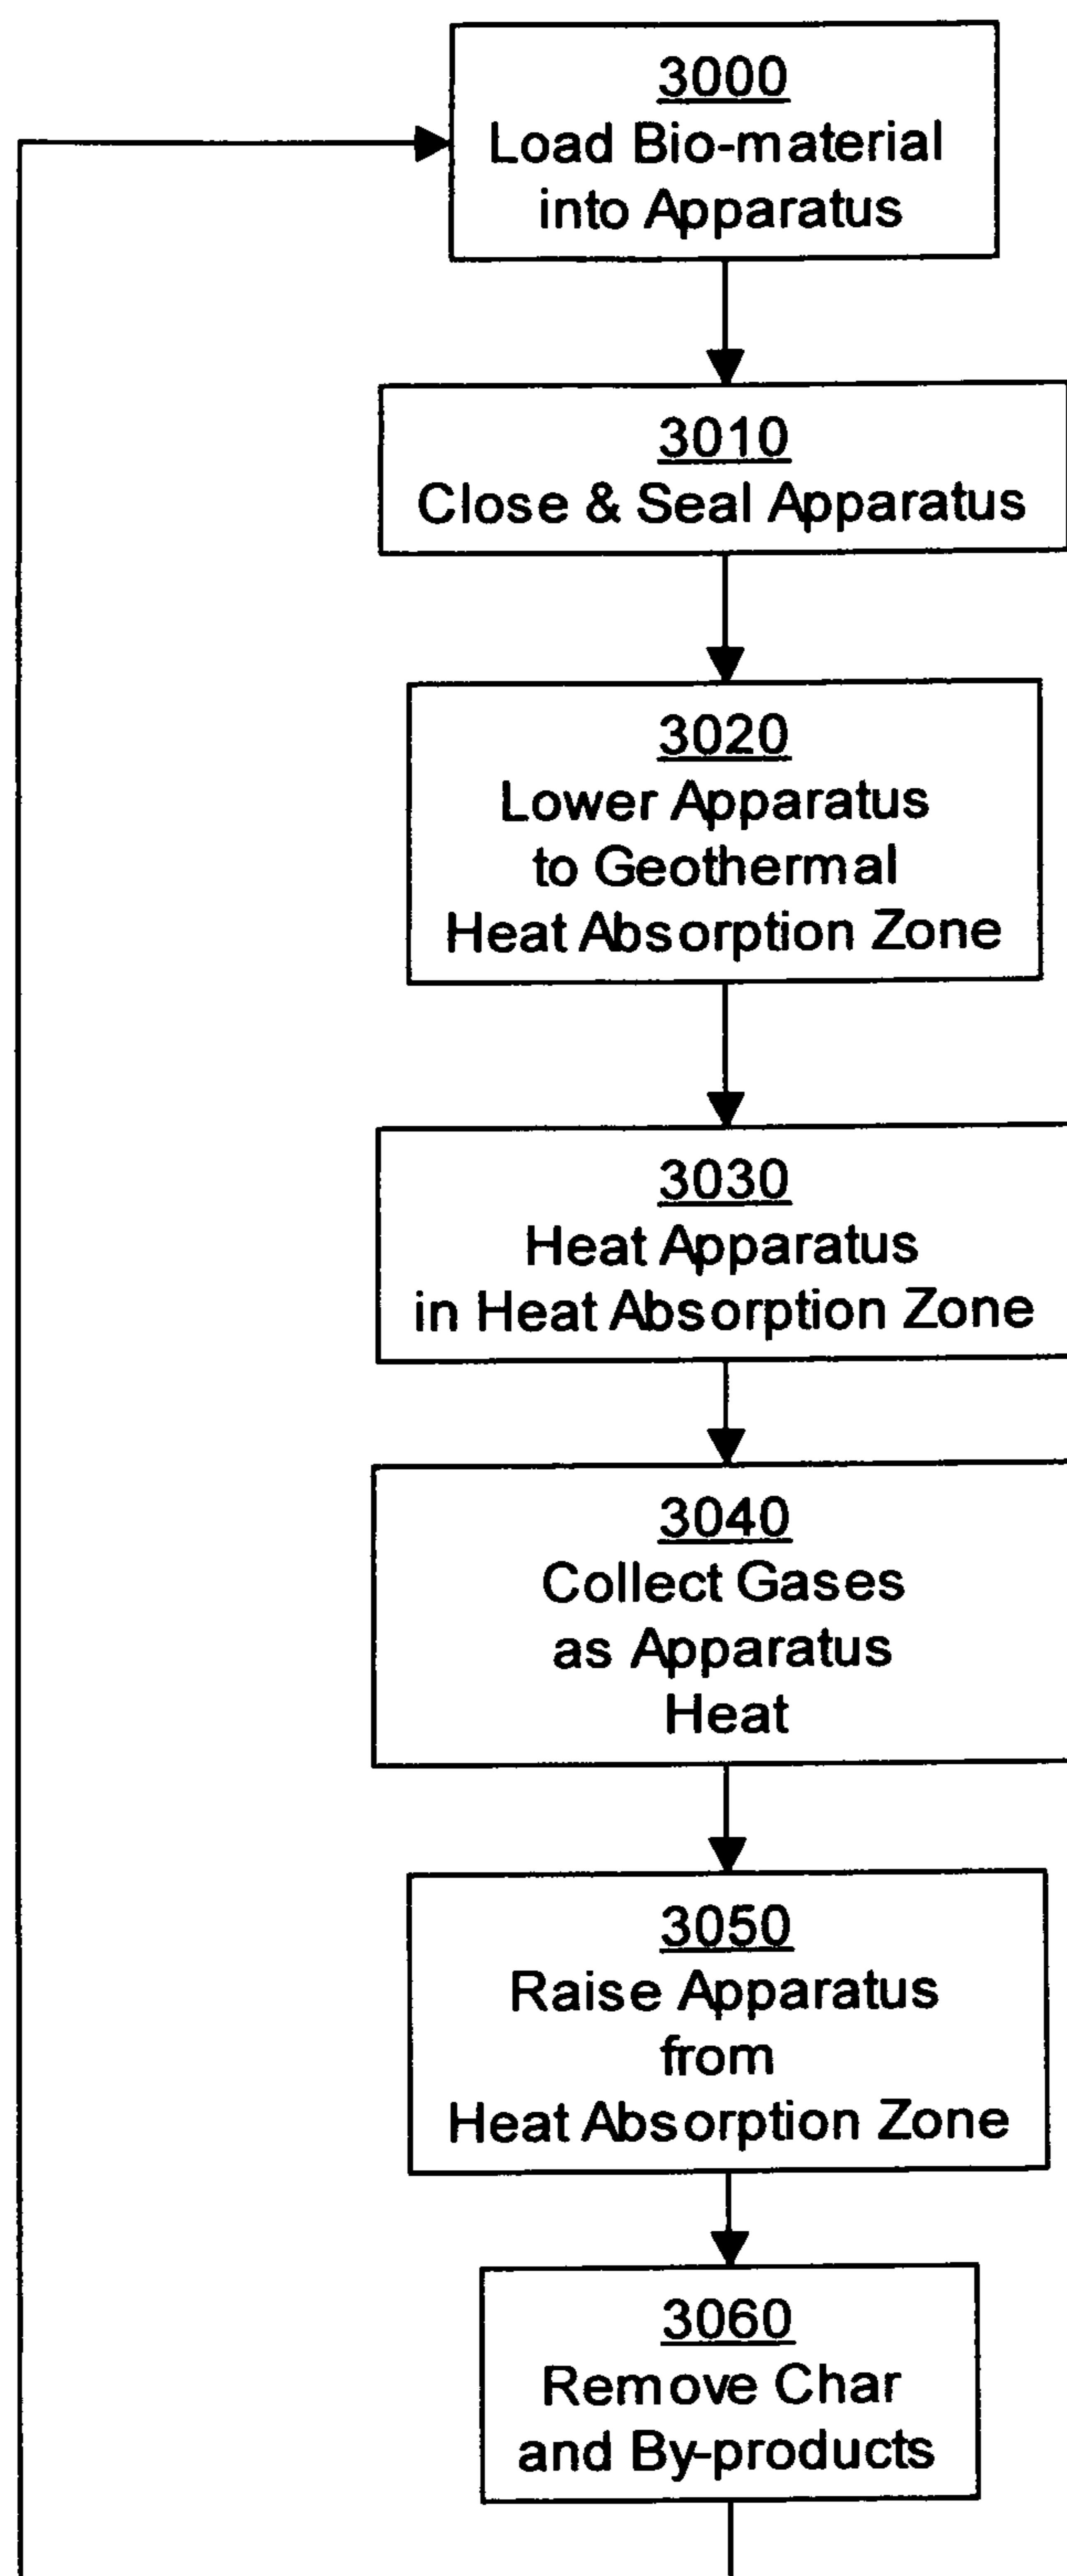 3000
Load Bio-material
into Apparatus
3010
Close & Seal Apparatus
3020
Lower Apparatus
to Geothermal
Heat Absorption Zone
3030
Heat Apparatus
in Heat Absorption Zone
3040
Collect Gases
as Apparatus
Heat
3050
Raise Apparatus
from
Heat Absorption Zone
3060
Remove Char
and By-products